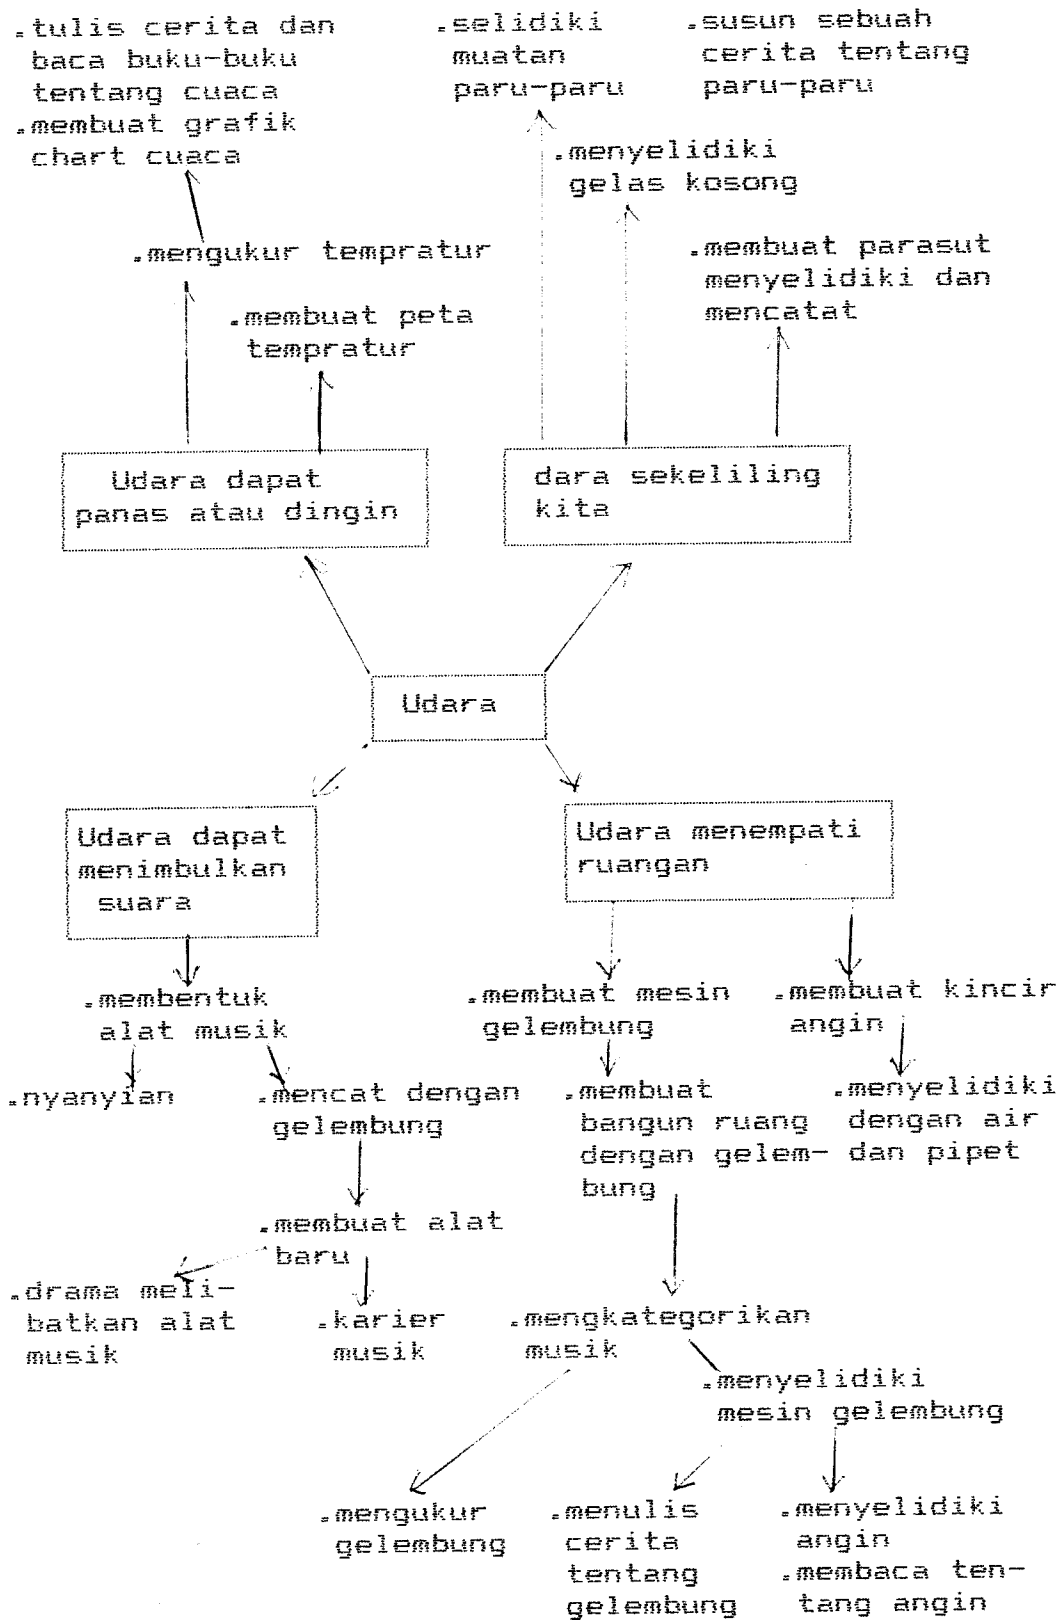 .tulis cerita dan
baca buku-buku
tentang cuaca
.membuat grafik
chart cuaca
.selidiki
muatan
paru-paru
.susun sebuah
cerita tentang
paru-paru
.menyelidiki
gelas kosong
.mengukur tempratur
.membuat peta
tempratur
.membuat parasut
menyelidiki dan
mencatat
Udara dapat
panas atau dingin
dara sekeliling
kita
Udara
Udara dapat
menimbulkan
suara
Udara menempati
ruangan
.membentuk
alat musik
.membuat mesin
gelembung
.membuat kincir
angin
.nyanyian
.mencat dengan
gelembung
.membuat
bangun ruang
dengan gelem-
bung
.menyelidiki
dengan air
dan pipet
.membuat alat
baru
.drama meli-
batkan alat
musik
.karier
musik
.mengkategorikan
musik
.menyelidiki
mesin gelembung
.mengukur
gelembung
.menulis
cerita
tentang
gelembung
.menyelidiki
angin
.membaca ten-
tang angin